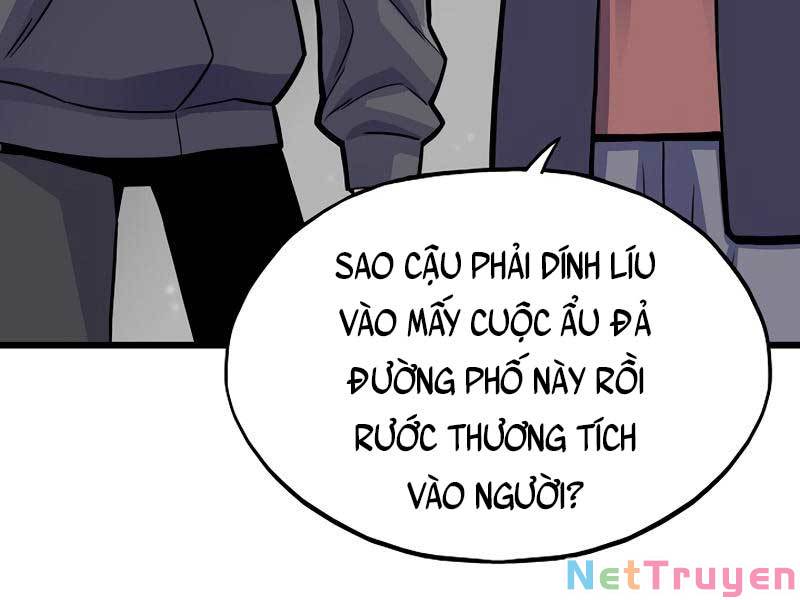 SAO CẬU PHẢI DÍNH LÍU
VÀO MẤY CUỘC ẨU ĐẢ
ĐƯỜNG PHỐ NÀY RỒI
RƯỚC THƯƠNG TÍCH
VÀO NGƯỜI?
NetTruyen